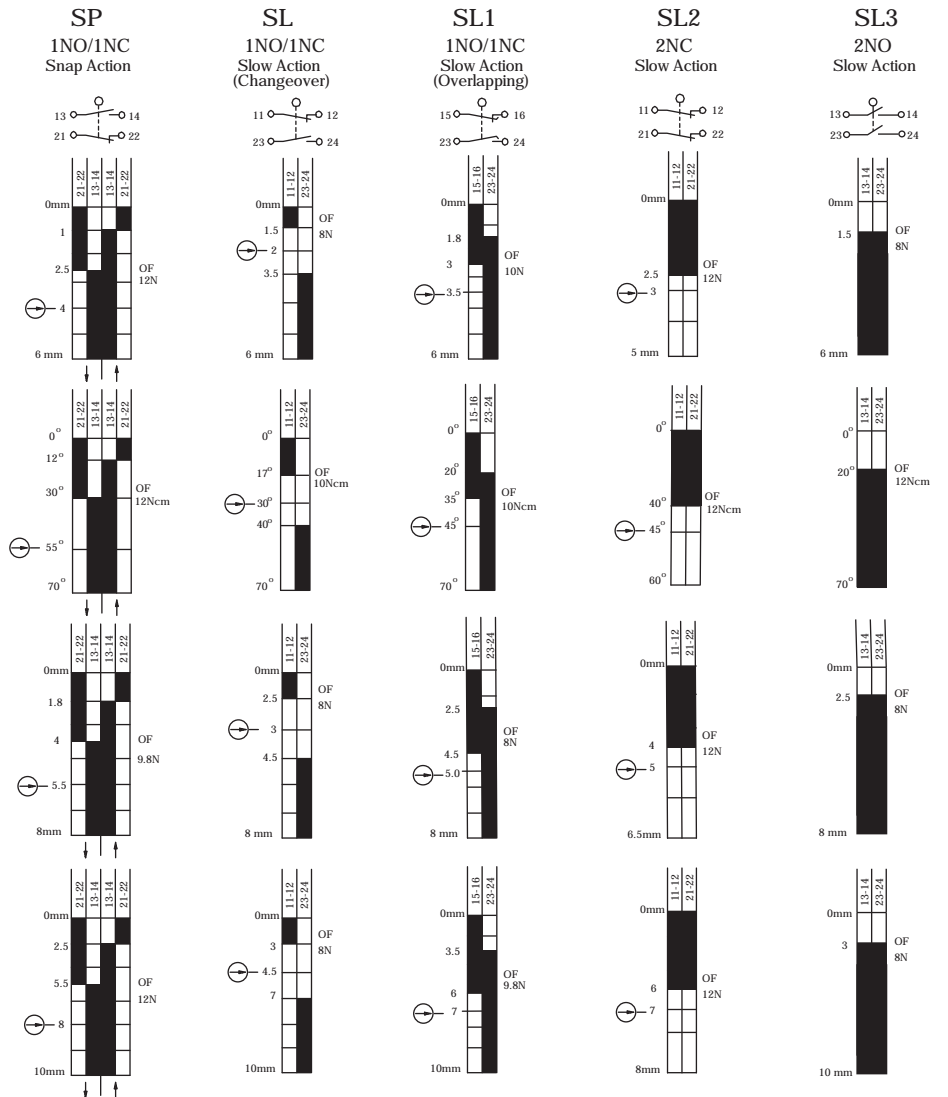 SP
1NO/1NC
Snap Action
SL
1NO/1NC
Slow Action
(Changeover)
SL1
1NO/1NC
Slow Action
(Overlapping)
SL2
2NC
Slow Action
SL3
2NO
Slow Action
13 14
21 22
11 12
23 24
15 16
23 24
11 12
21 22
13 14
23 24
21-22 13-14 13-14 21-22
0mm
1
2.5
4
6 mm
OF
12N
11-12 23-24
0mm
1.5
2
3.5
6 mm
OF
8N
15-16 23-24
0mm
1.8
3
3.5
6 mm
OF
10N
11-12 21-22
0mm
2.5
3
5 mm
OF
12N
13-14 23-24
0mm
1.5
6 mm
OF
8N
21-22 13-14 13-14 21-22
0°
12°
30°
55°
70°
OF
12Ncm
11-12 23-24
0°
17°
30°
40°
70°
OF
10Ncm
15-16 23-24
0°
20°
35°
45°
70°
OF
10Ncm
11-12 21-22
0°
40°
45°
60°
OF
12Ncm
13-14 23-24
0°
20°
70°
OF
12Ncm
21-22 13-14 13-14 21-22
0mm
1.8
4
5.5
8mm
OF
9.8N
11-12 23-24
0mm
2.5
3
4.5
8 mm
OF
8N
15-16 23-24
0mm
2.5
4.5
5.0
8 mm
OF
8N
11-12 21-22
0mm
4
5
6.5mm
OF
12N
13-14 23-24
0mm
2.5
8 mm
OF
8N
21-22 13-14 13-14 21-22
0mm
2.5
5.5
8
10mm
OF
12N
11-12 23-24
0mm
3
4.5
7
10mm
OF
8N
15-16 23-24
0mm
3.5
6
7
10mm
OF
9.8N
11-12 21-22
0mm
6
7
8mm
OF
12N
13-14 23-24
0mm
3
10 mm
OF
8N